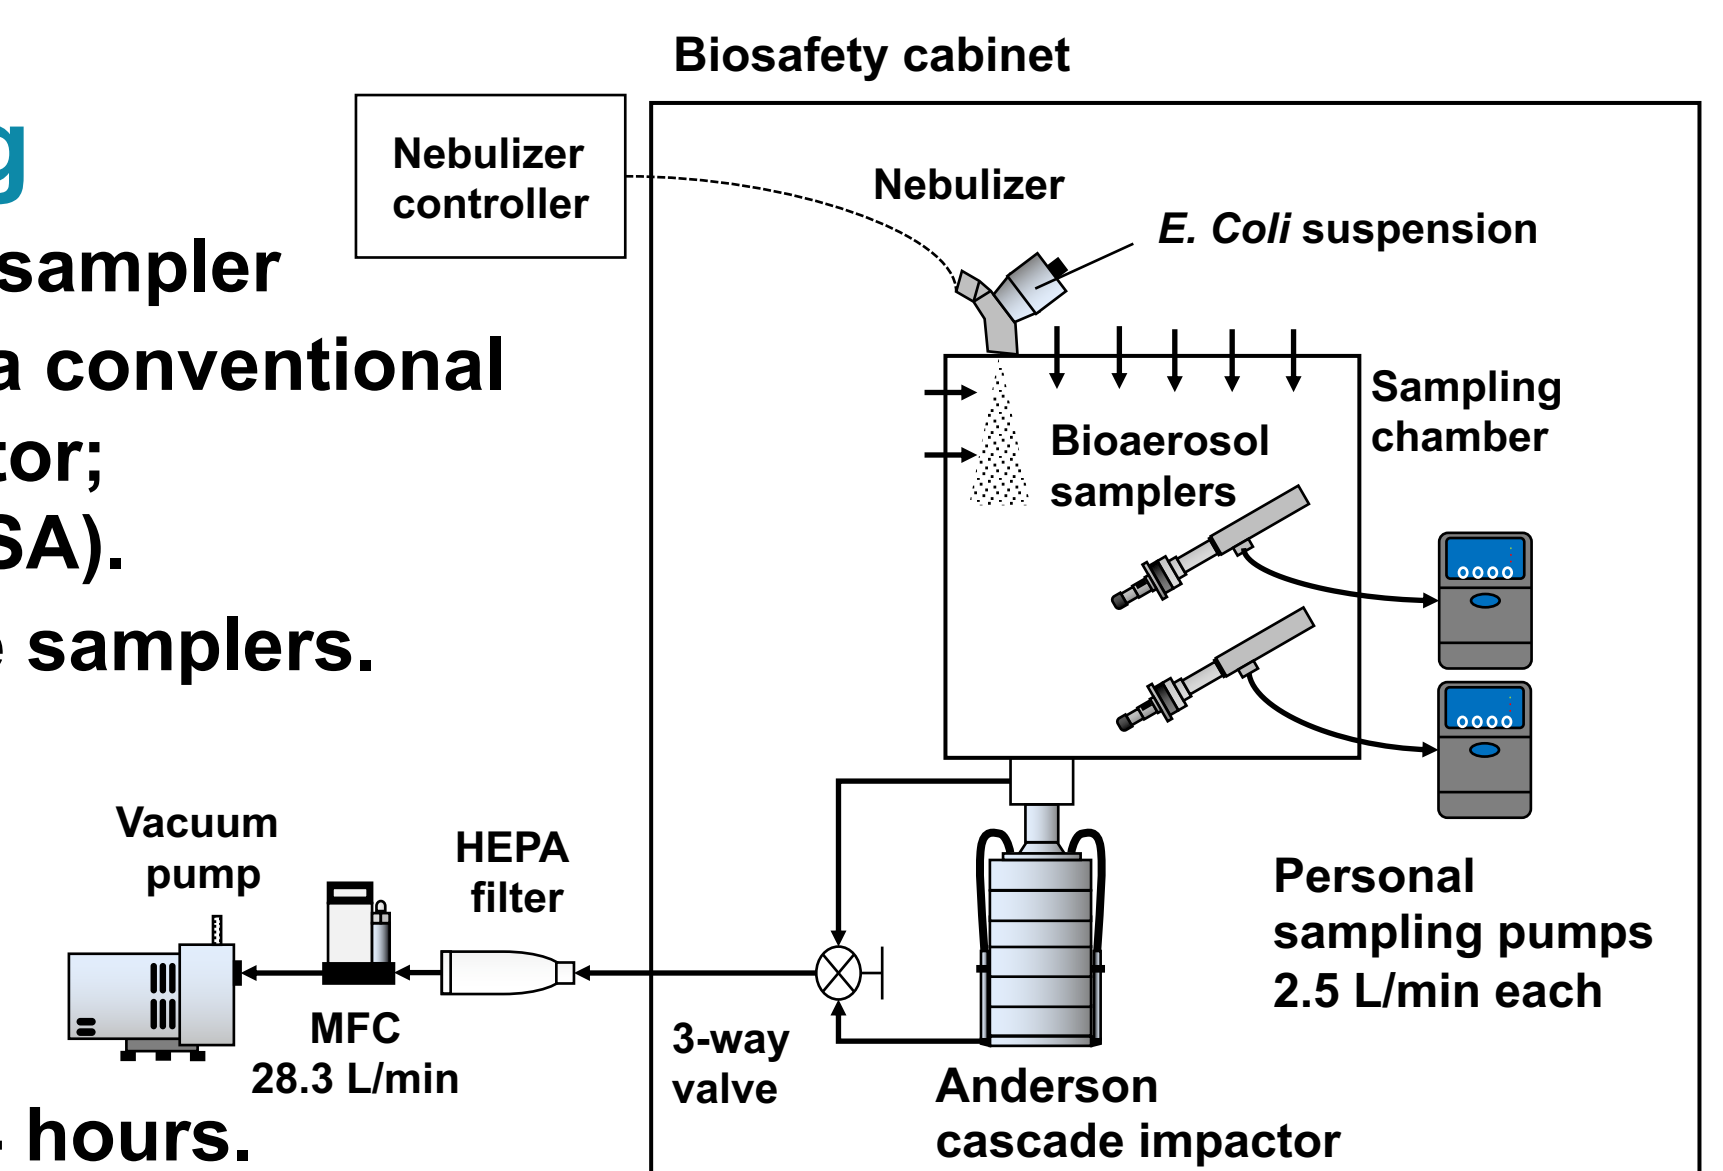 g
sampler
a conventional
tor;
SA).
e samplers.
hours.
Biosafety cabinet
Nebulizer
controller
Nebulizer
E. Coli suspension
Sampling
chamber
Bioaerosol
samplers
Vacuum
pump
HEPA
filter
MFC
28.3 L/min
3-way
valve
Anderson
cascade impactor
Personal
sampling pumps
2.5 L/min each